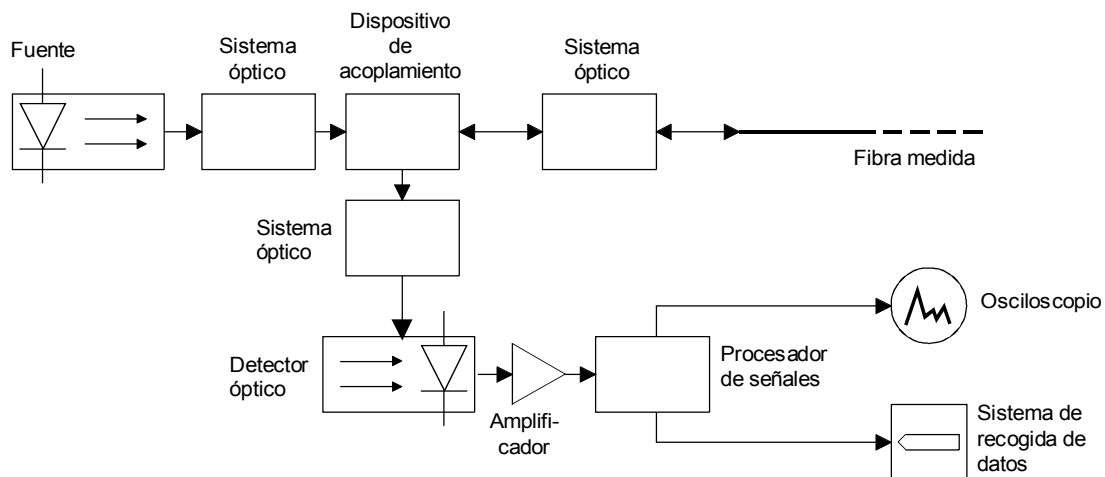 Fuente
Sistema
óptico
Dispositivo
de
acoplamiento
Sistema
óptico
Fibra medida
Sistema
óptico
Osciloscopio
Detector
óptico
Amplifi-
cador
Procesador
de señales
Sistema de
recogida de
datos